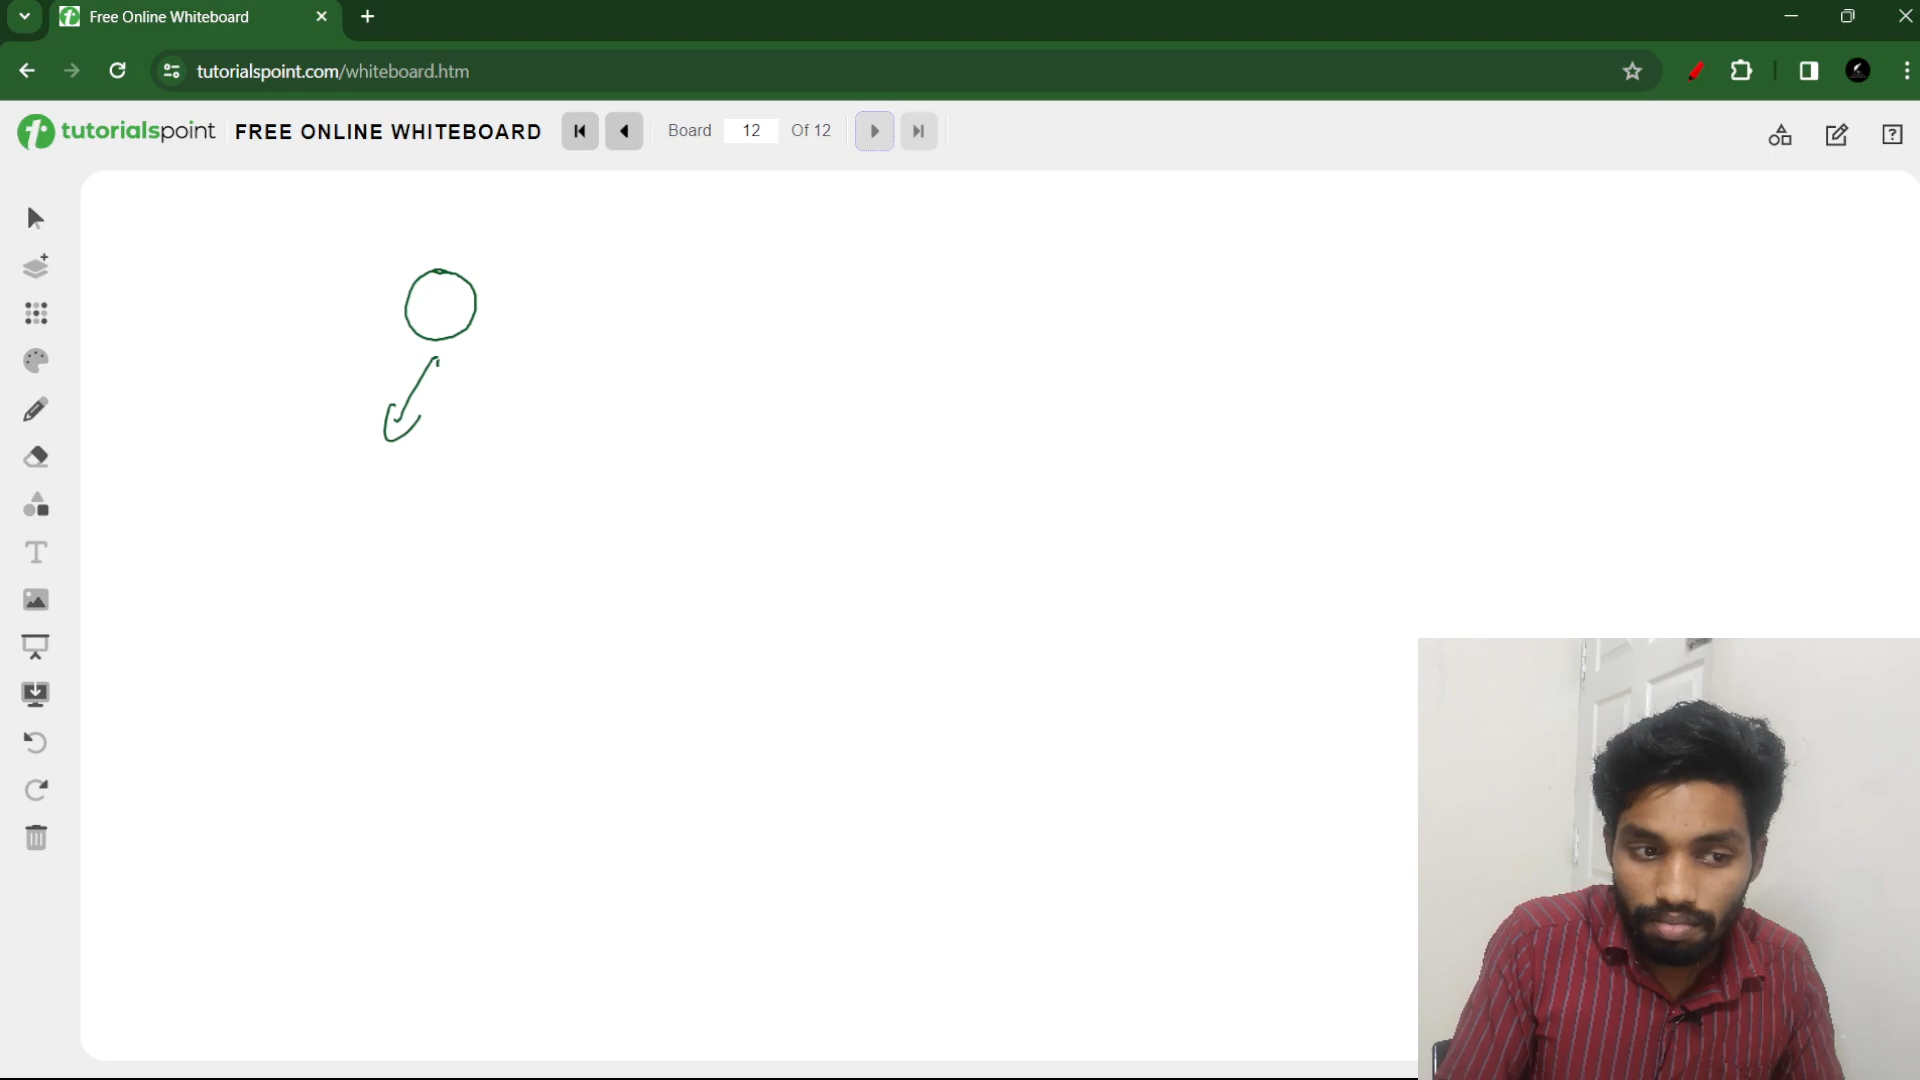 Free Online Whiteboard
tutorialspoint.com/whiteboard.htm
tutorialspoint FREE ONLINE WHITEBOARD Board 12 Of 12